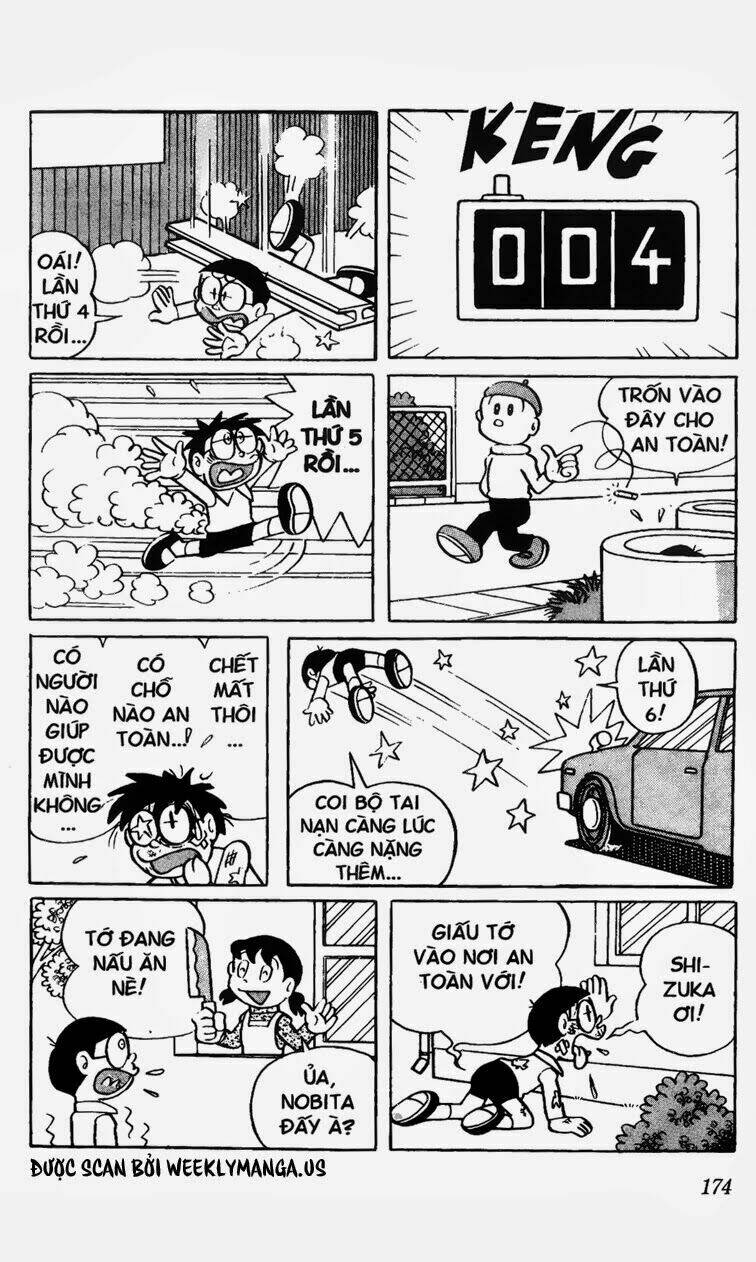 KENG
004
OÁI!
LẦN
THỨ 4
RỒI...
TRỐN VÀO
ĐÂY CHO
AN TOÀN!
LẦN
THỨ 5
RỒI...
LẦN
THỨ
6!
COI BỘ TAI
NẠN CÀNG LÚC
CÀNG NẶNG
THÊM...
CHẾT
MẤT
THÔI
...
CÓ
CHỖ
NÀO AN
TOÀN...!
CÓ
NGƯỜI
NÀO
GIÚP
ĐƯỢC
MÌNH
KHÔNG
...
SHI-
ZUKA
ƠI!
GIẤU TỚ
VÀO NƠI AN
TOÀN VỚI!
ỦA,
NOBITA
ĐẤY À?
TỚ ĐANG
NẤU ĂN
NÈ!
ĐƯỢC SCAN BỞI WEEKLYMANGA.US
174